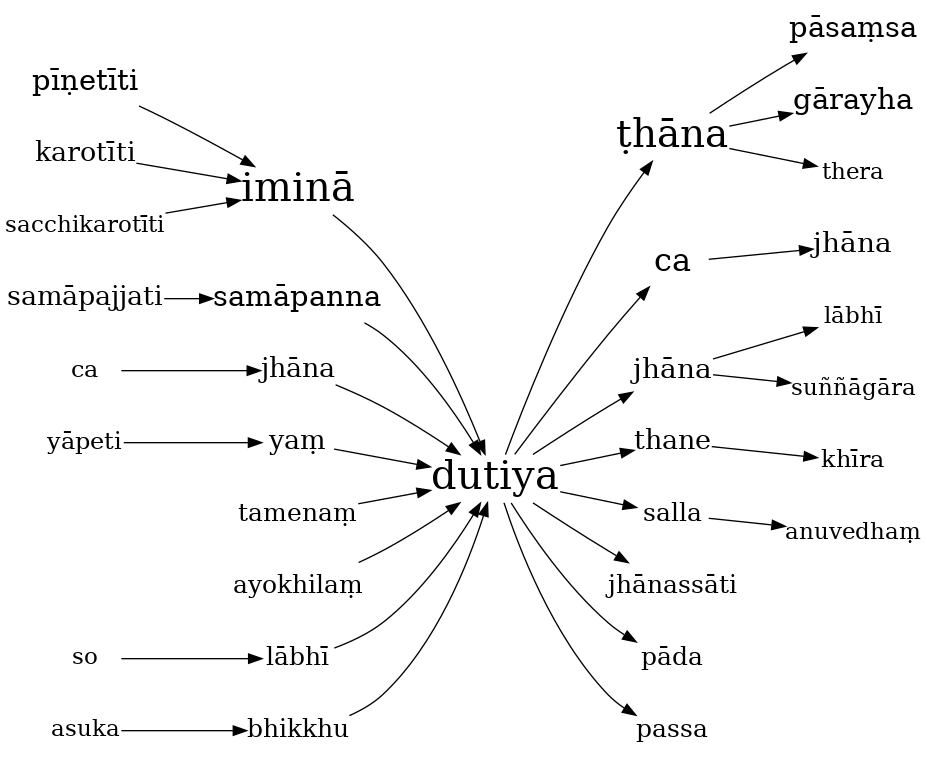 pāsaṃsa
pīṇetīti
gārayha
ṭhāna
karotīti
thera
iminā
sacchikarotīti
jhāna
ca
samāpajjati
samāpanna
lābhī
ca
jhāna
jhāna
suññāgāra
yāpeti
yaṃ
thane
khīra
dutiya
tamenaṃ
salla
anuvedhaṃ
ayokhilaṃ
jhānassāti
so
lābhī
pāda
asuka
bhikkhu
passa